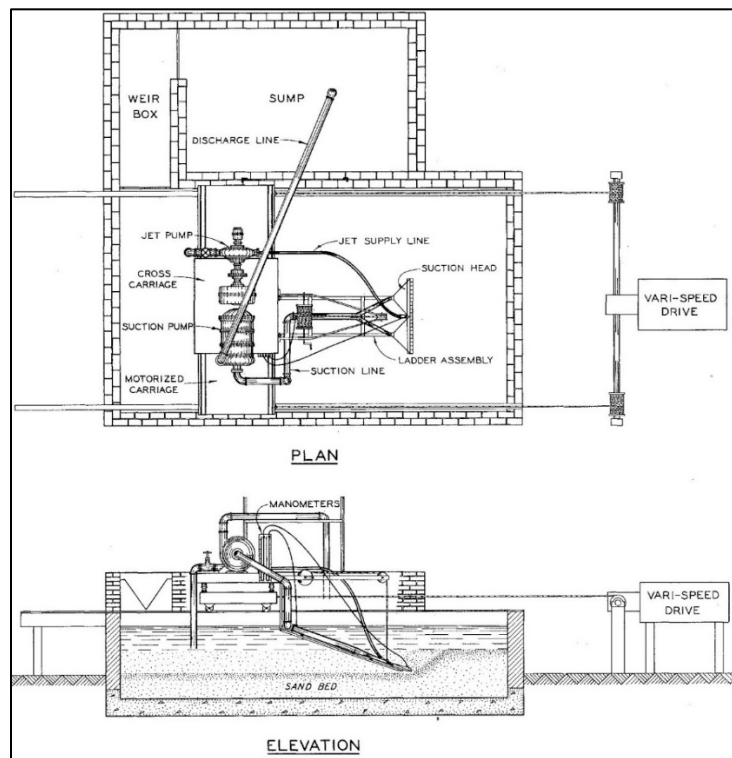 WEIR
BOX
SUMP
DISCHARGE LINE
JET PUMP
JET SUPPLY LINE
CROSS
CARRIAGE
SUCTION HEAD
SUCTION PUMP
VARI-SPEED
DRIVE
LADDER ASSEMBLY
SUCTION LINE
MOTORIZED
CARRIAGE
PLAN
MANOMETERS
VARI-SPEED
DRIVE
SAND BED
ELEVATION